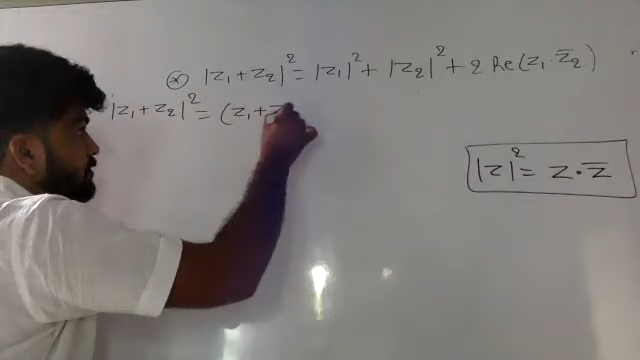 ⊛ |z₁ + z₂|² = |z₁|² + |z₂|² + 2 Re(z₁ · z̄₂)
|z₁ + z₂|² = (z₁ + z
|z|² = z · z̄